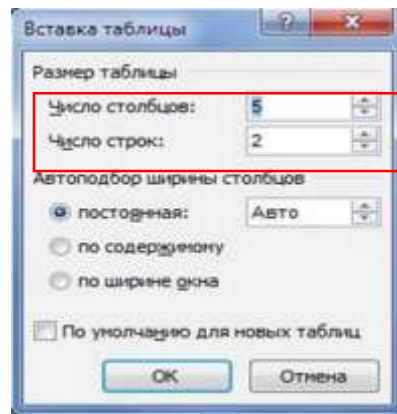 Вставка таблицы
Размер таблицы
Число столбцов: 5
Число строк: 2
Автоподбор ширины столбцов
постоянная: Авто
по содержимому
по ширине окна
По умолчанию для новых таблиц
ОК Отмена